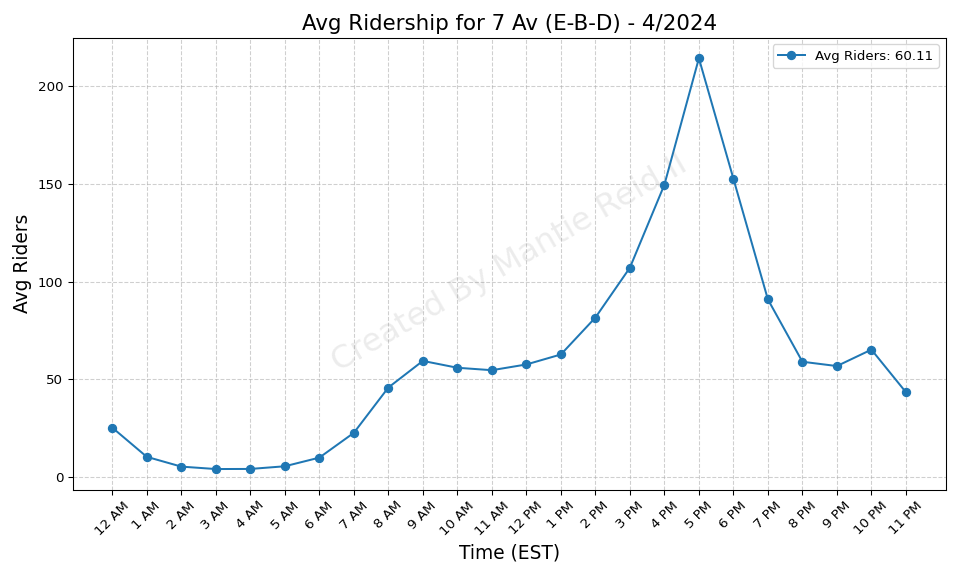 Avg Ridership for 7 Av (E-B-D) - 4/2024
Avg Riders: 60.11
Avg Riders
200
150
100
50
0
Created By Mantle Reid II
12 AM
1 AM
2 AM
3 AM
4 AM
5 AM
6 AM
7 AM
8 AM
9 AM
10 AM
11 AM
12 PM
1 PM
2 PM
3 PM
4 PM
5 PM
6 PM
7 PM
8 PM
9 PM
10 PM
11 PM
Time (EST)